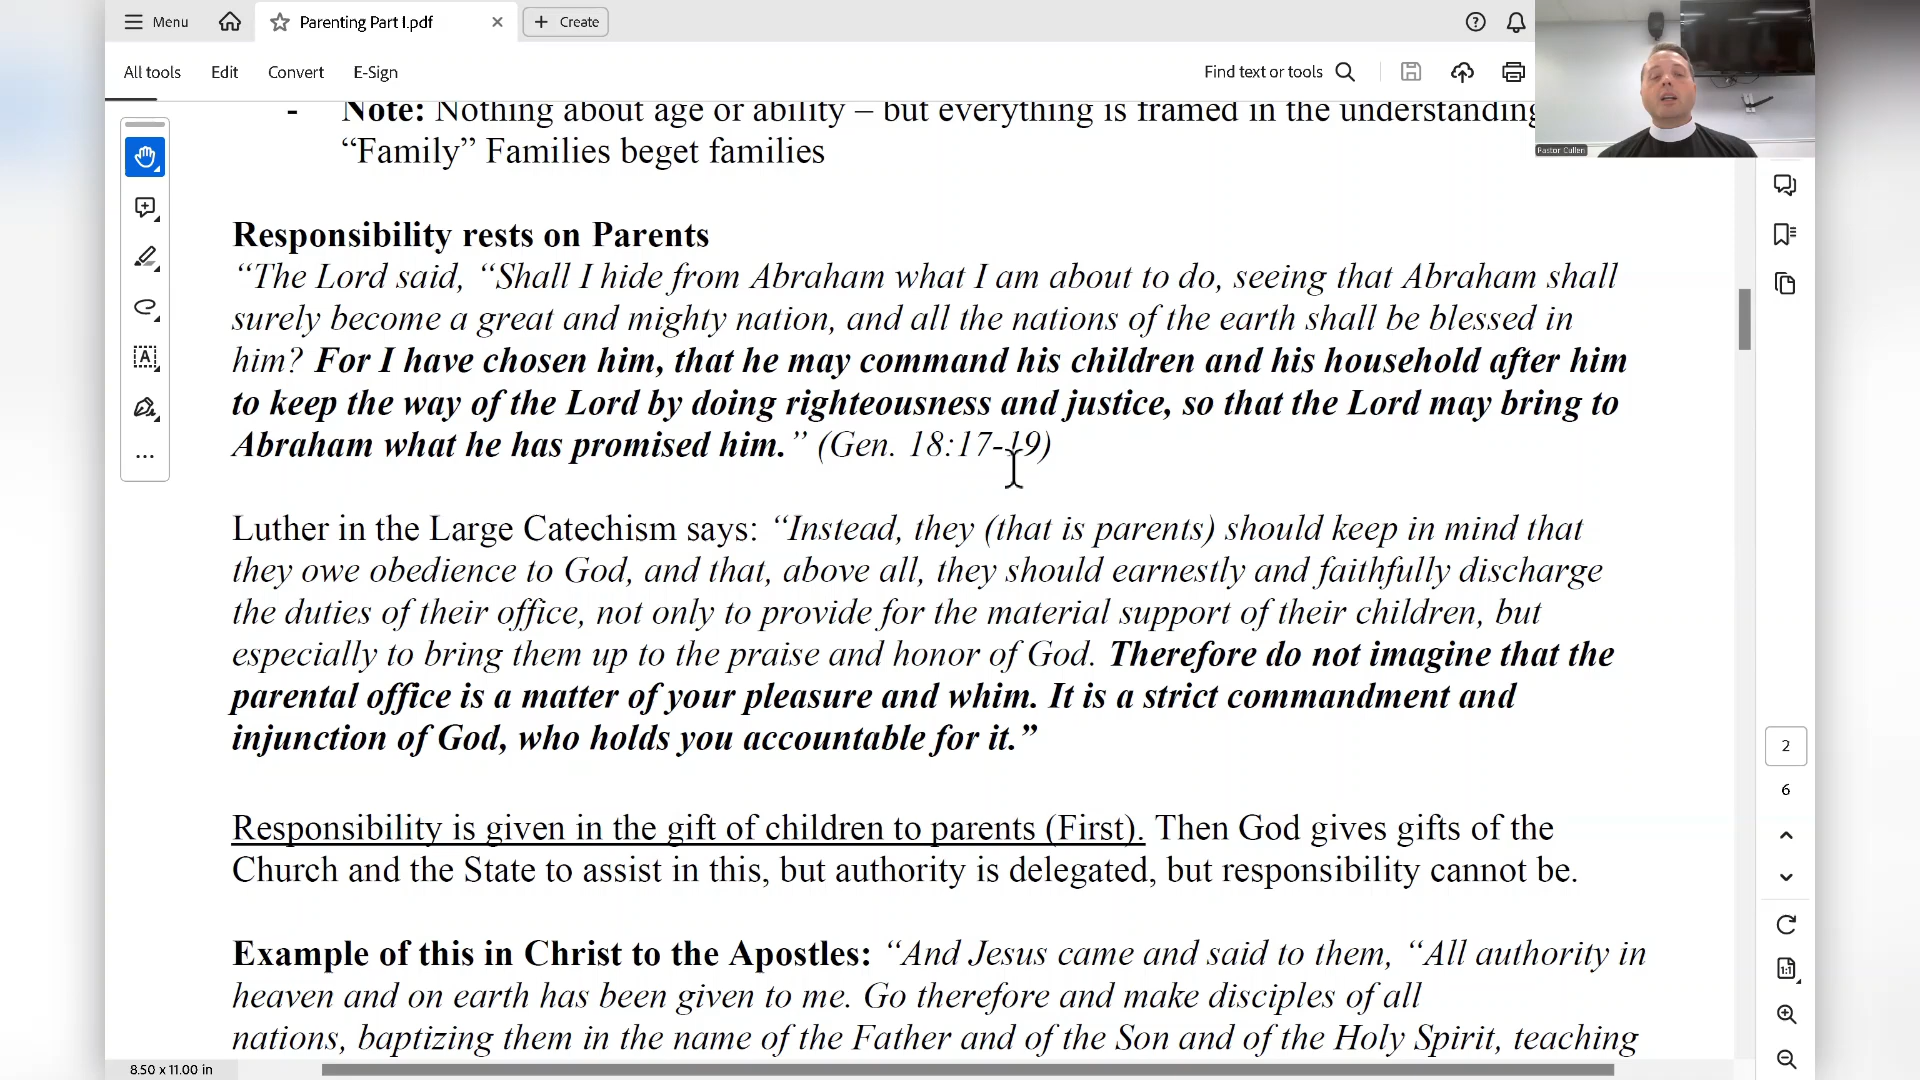 Menu
Parenting Part I.pdf
Create
All tools
Edit
Convert
E-Sign
Find text or tools
Pastor Cullen
- Note: Nothing about age or ability – but everything is framed in the understanding
“Family” Families beget families
Responsibility rests on Parents
“The Lord said, “Shall I hide from Abraham what I am about to do, seeing that Abraham shall
surely become a great and mighty nation, and all the nations of the earth shall be blessed in
him? For I have chosen him, that he may command his children and his household after him
to keep the way of the Lord by doing righteousness and justice, so that the Lord may bring to
Abraham what he has promised him.” (Gen. 18:17-19)
Luther in the Large Catechism says: “Instead, they (that is parents) should keep in mind that
they owe obedience to God, and that, above all, they should earnestly and faithfully discharge
the duties of their office, not only to provide for the material support of their children, but
especially to bring them up to the praise and honor of God. Therefore do not imagine that the
parental office is a matter of your pleasure and whim. It is a strict commandment and
injunction of God, who holds you accountable for it.”
Responsibility is given in the gift of children to parents (First). Then God gives gifts of the
Church and the State to assist in this, but authority is delegated, but responsibility cannot be.
Example of this in Christ to the Apostles: “And Jesus came and said to them, “All authority in
heaven and on earth has been given to me. Go therefore and make disciples of all
nations, baptizing them in the name of the Father and of the Son and of the Holy Spirit, teaching
2
6
8.50 x 11.00 in